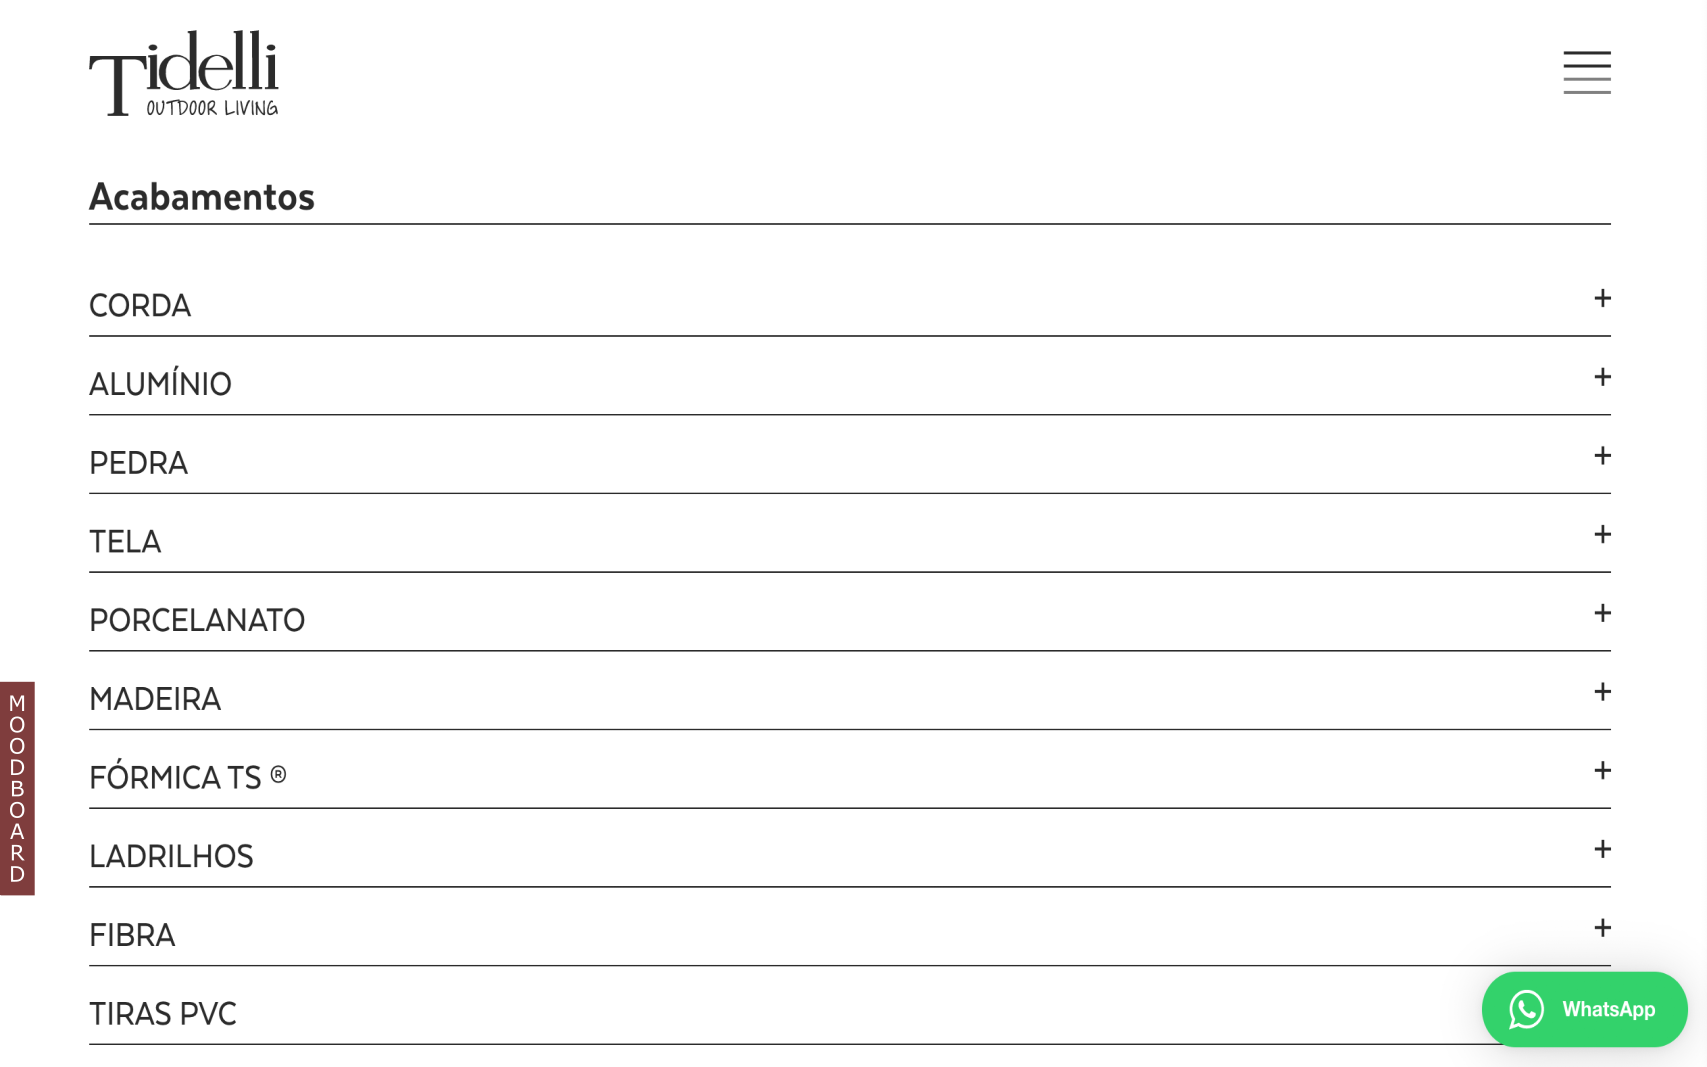 Tidelli
OUTDOOR LIVING
Acabamentos
CORDA
ALUMÍNIO
PEDRA
TELA
PORCELANATO
MADEIRA
FÓRMICA TS ®
LADRILHOS
FIBRA
TIRAS PVC
MOODBOARD
WhatsApp